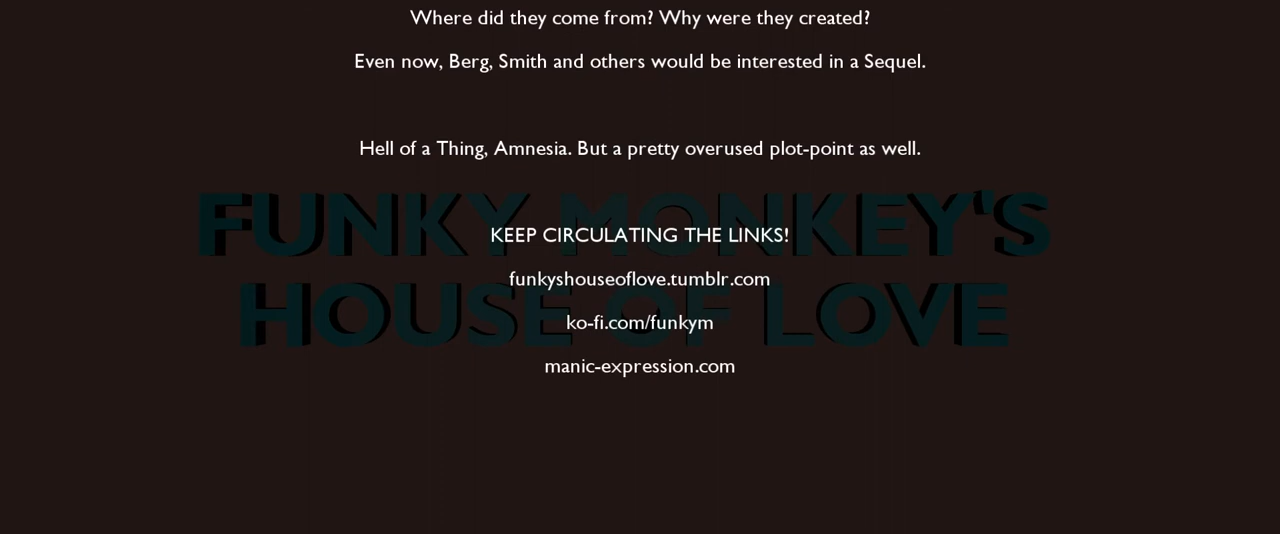 Where did they come from? Why were they created?
Even now, Berg, Smith and others would be interested in a Sequel.
Hell of a Thing, Amnesia. But a pretty overused plot-point as well.
FUNKY MONKEY'S
KEEP CIRCULATING THE LINKS!
funkyshouseoflove.tumblr.com
HOUSE OF LOVE
ko-fi.com/funkym
manic-expression.com